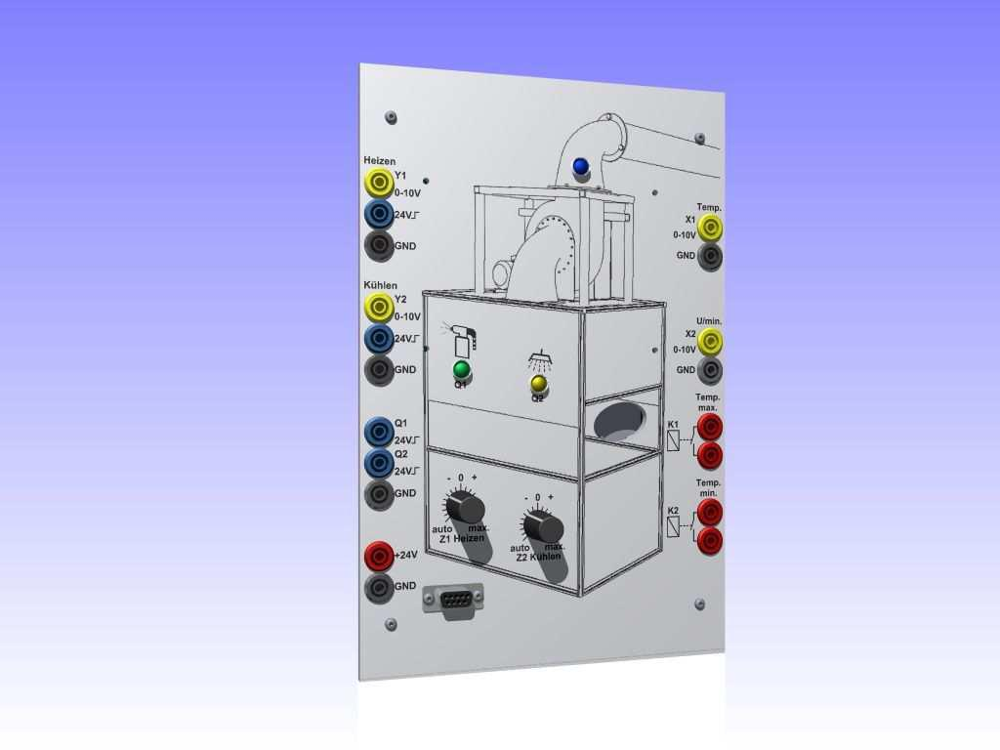 Heizen
Y1
0-10V
24V
GND
Kühlen
Y2
0-10V
24V
GND
Q1
24V
Q2
24V
GND
+24V
GND
Q1
Q2
- 0 +
auto max.
Z1 Heizen
- 0 +
auto max.
Z2 Kühlen
Temp.
X1
0-10V
GND
U/min.
X2
0-10V
GND
Temp.
max.
K1
Temp.
min.
K2